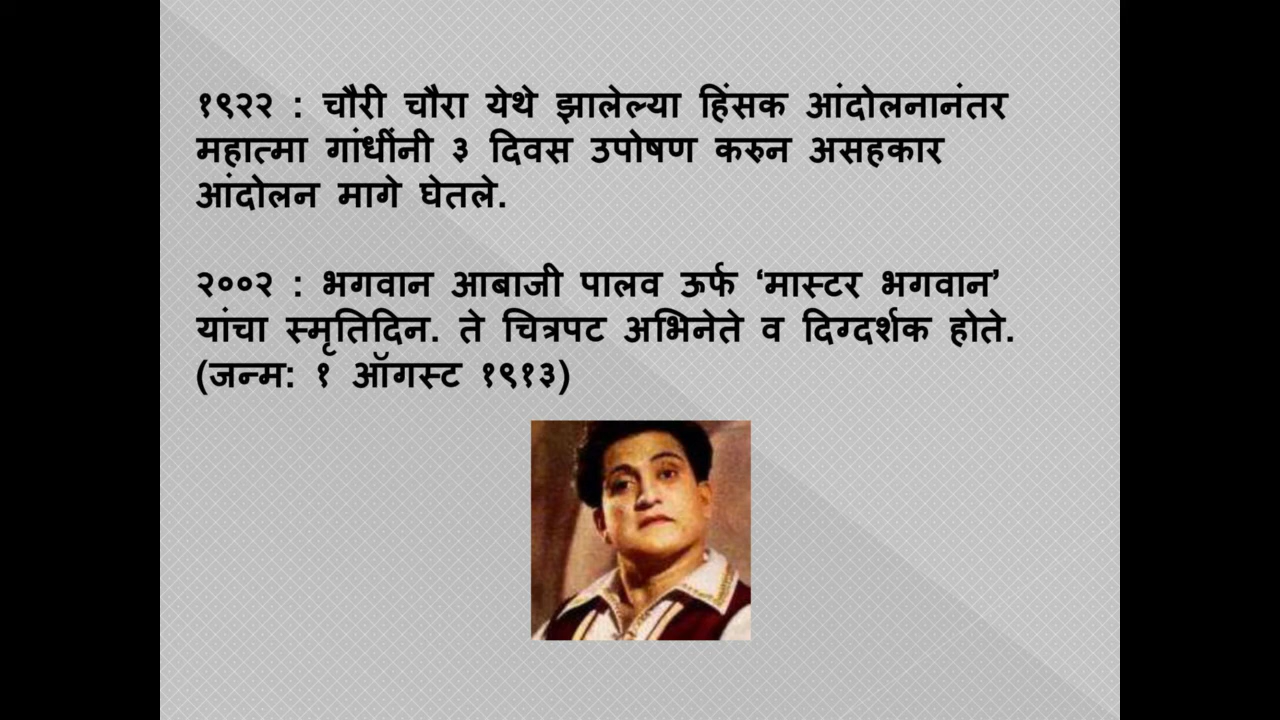 १९२२ : चौरी चौरा येथे झालेल्या हिंसक आंदोलनानंतर
महात्मा गांधींनी ३ दिवस उपोषण करुन असहकार
आंदोलन मागे घेतले.
२००२ : भगवान आबाजी पालव ऊर्फ ‘मास्टर भगवान’
यांचा स्मृतिदिन. ते चित्रपट अभिनेते व दिग्दर्शक होते.
(जन्म: १ ऑगस्ट १९१३)